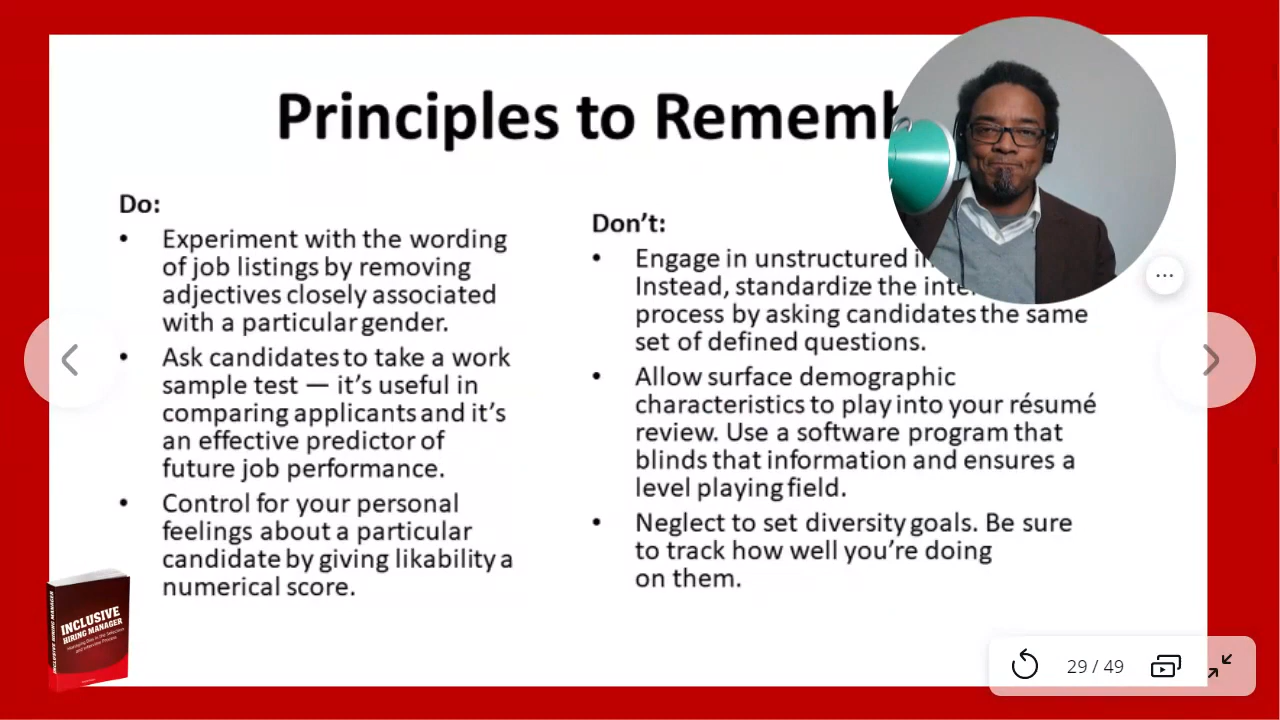 Principles to
Do:
• Experiment with the wording
of job listings by removing
adjectives closely associated
with a particular gender.
• Ask candidates to take a work
sample test — it’s useful in
comparing applicants and it’s
an effective predictor of
future job performance.
• Control for your personal
feelings about a particular
candidate by giving likability a
numerical score.
Don’t:
• Engage in unstructured
Instead, standardize the
process by asking candidates the same
set of defined questions.
• Allow surface demographic
characteristics to play into your résumé
review. Use a software program that
blinds that information and ensures a
level playing field.
• Neglect to set diversity goals. Be sure
to track how well you’re doing
on them.
INCLUSIVE
HIRING MANAGER
INCLUSIVE HIRING MANAGER
29 / 49